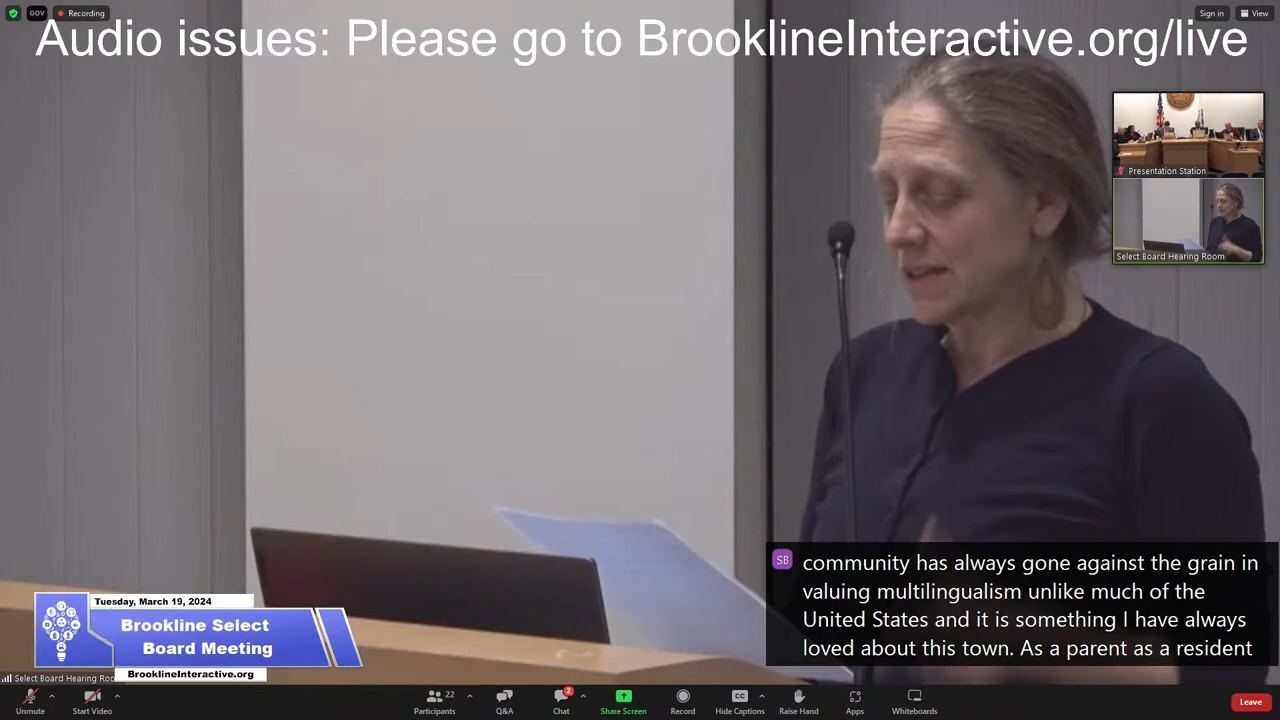 GOV
Recording
Sign in
View
Audio issues: Please go to BrooklineInteractive.org/live
Presentation Station
Select Board Hearing Room
SB
community has always gone against the grain in
valuing multilingualism unlike much of the
United States and it is something I have always
loved about this town. As a parent as a resident
Tuesday, March 19, 2024
Brookline Select
Board Meeting
BrooklineInteractive.org
Select Board Hearing Roo
Unmute
Start Video
Participants
22
Q&A
Chat
2
Share Screen
Record
CC
Hide Captions
Raise Hand
Apps
Whiteboards
Leave